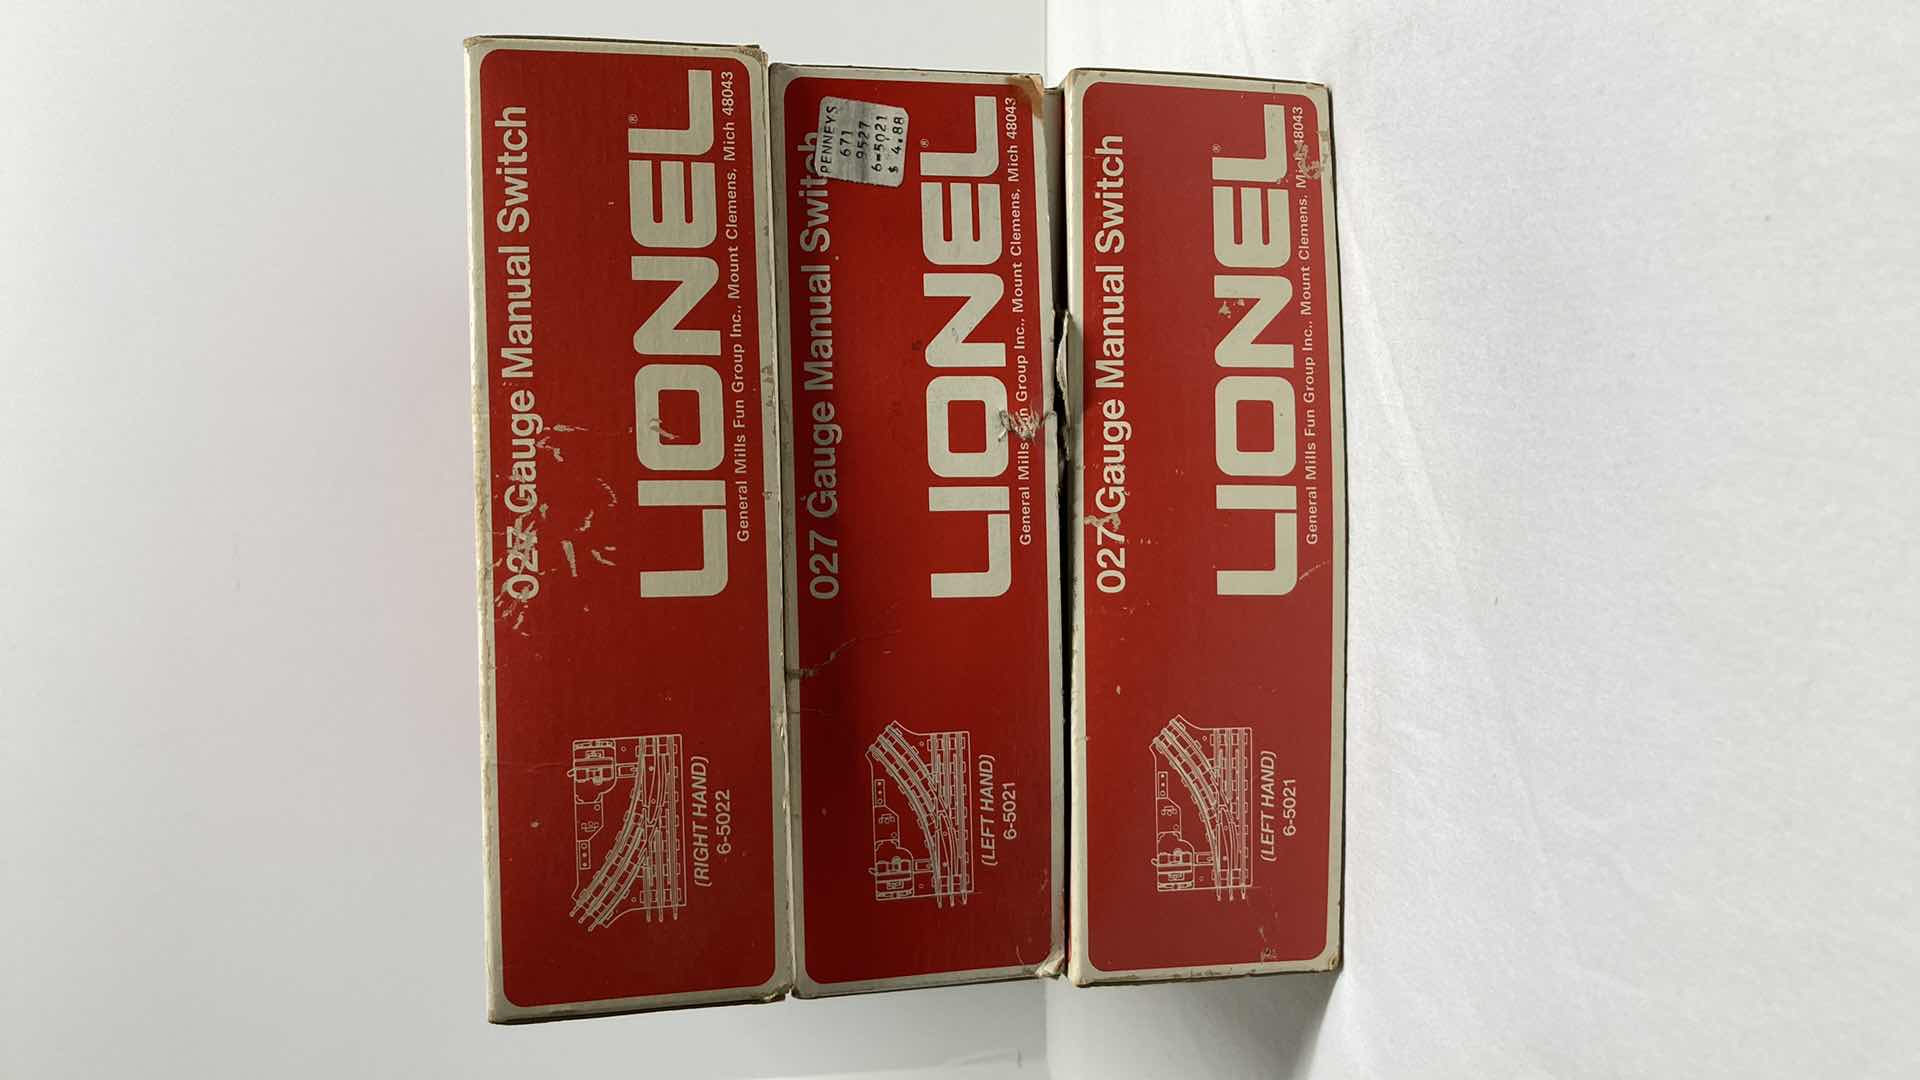 027 Gauge Manual Switch
LIONEL®
General Mills Fun Group Inc., Mount Clemens, Mich 48043
(RIGHT HAND)
6-5022
027 Gauge Manual Switch
PENNEYS
671
9527
6-5021
$ 4.88
LIONEL®
General Mills Fun Group Inc., Mount Clemens, Mich 48043
(LEFT HAND)
6-5021
027 Gauge Manual Switch
LIONEL®
General Mills Fun Group Inc., Mount Clemens, Mich 48043
(LEFT HAND)
6-5021